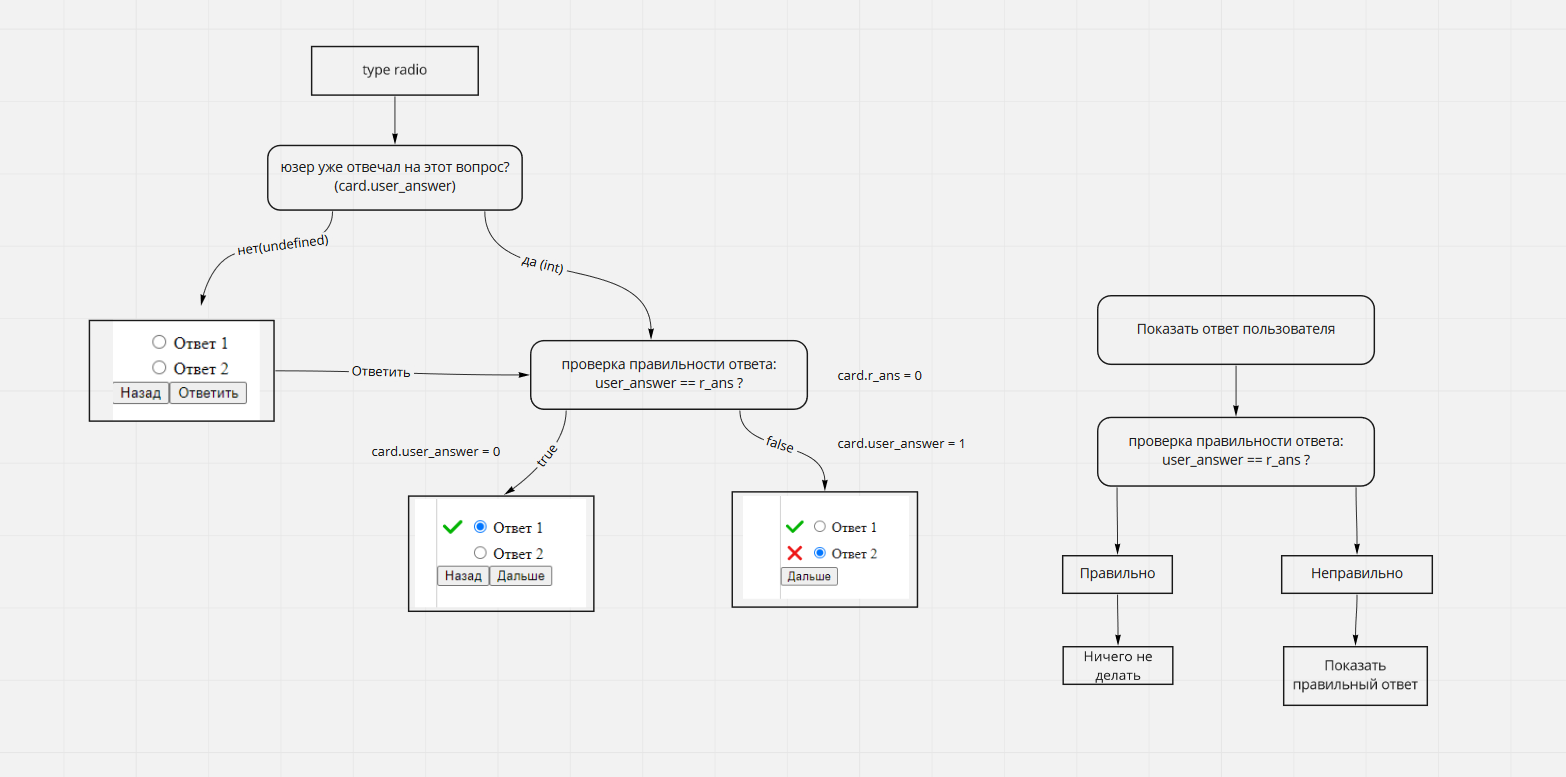 type radio
юзер уже отвечал на этот вопрос?
(card.user_answer)
нет(undefined)
да (int)
Ответ 1
Ответ 2
Назад Ответить
Ответить
проверка правильности ответа:
user_answer == r_ans ?
card.r_ans = 0
card.user_answer = 0
true
false
card.user_answer = 1
Ответ 1
Ответ 2
Назад Дальше
Ответ 1
Ответ 2
Дальше
Показать ответ пользователя
проверка правильности ответа:
user_answer == r_ans ?
Правильно
Неправильно
Ничего не
делать
Показать
правильный ответ